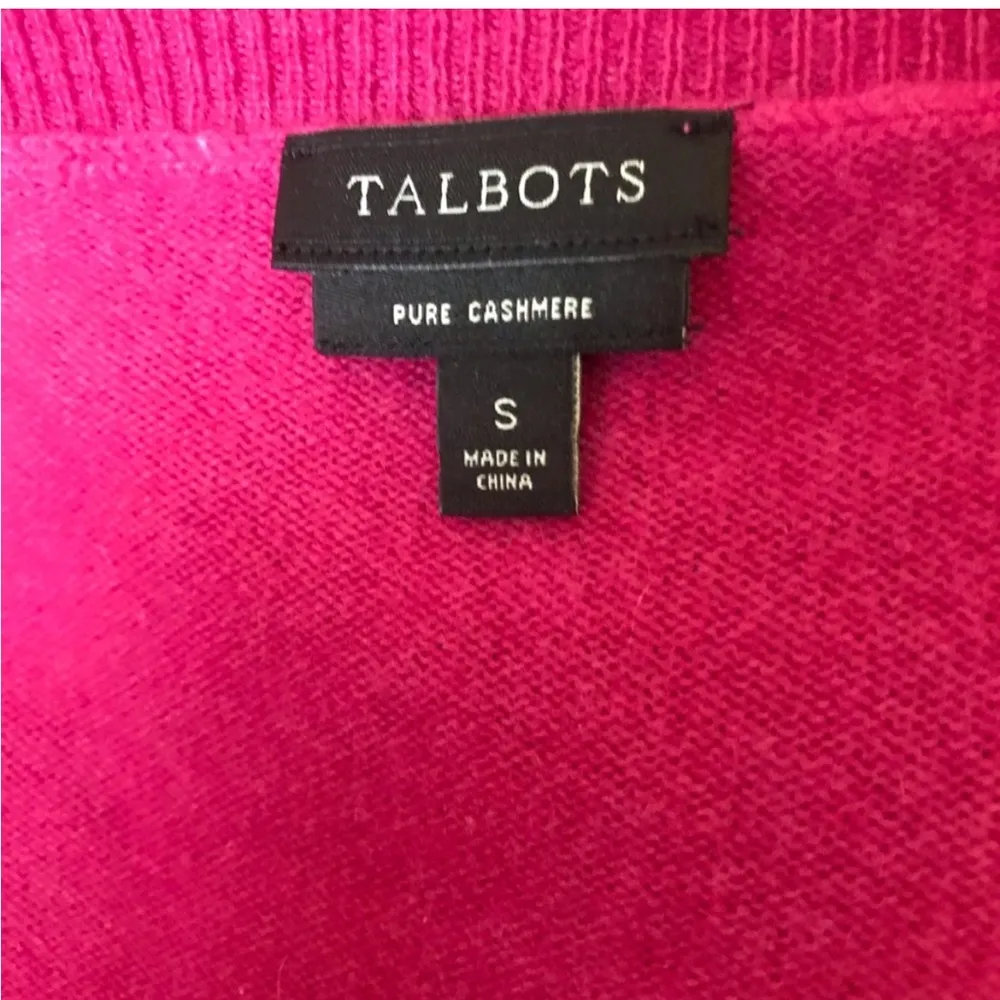 TALBOTS
PURE CASHMERE
S
MADE IN
CHINA